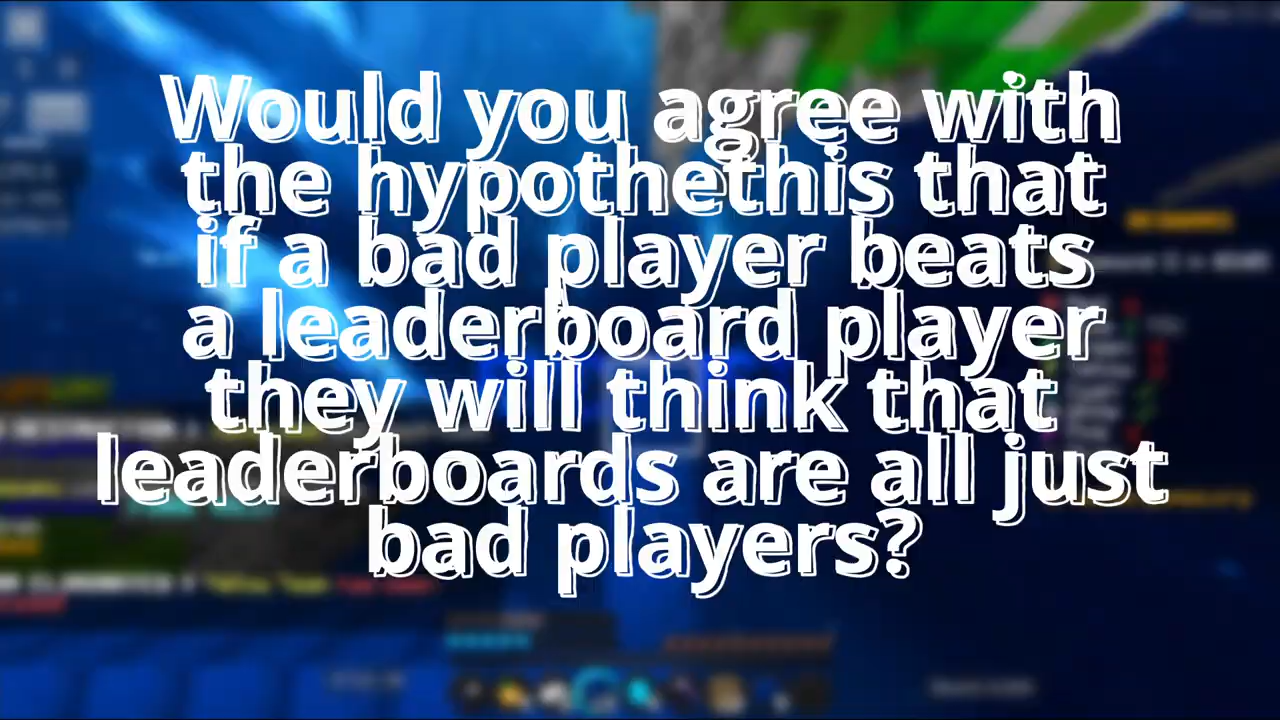 Would you agree with
the hypothethis that
if a bad player beats
a leaderboard player
they will think that
leaderboards are all just
bad players?